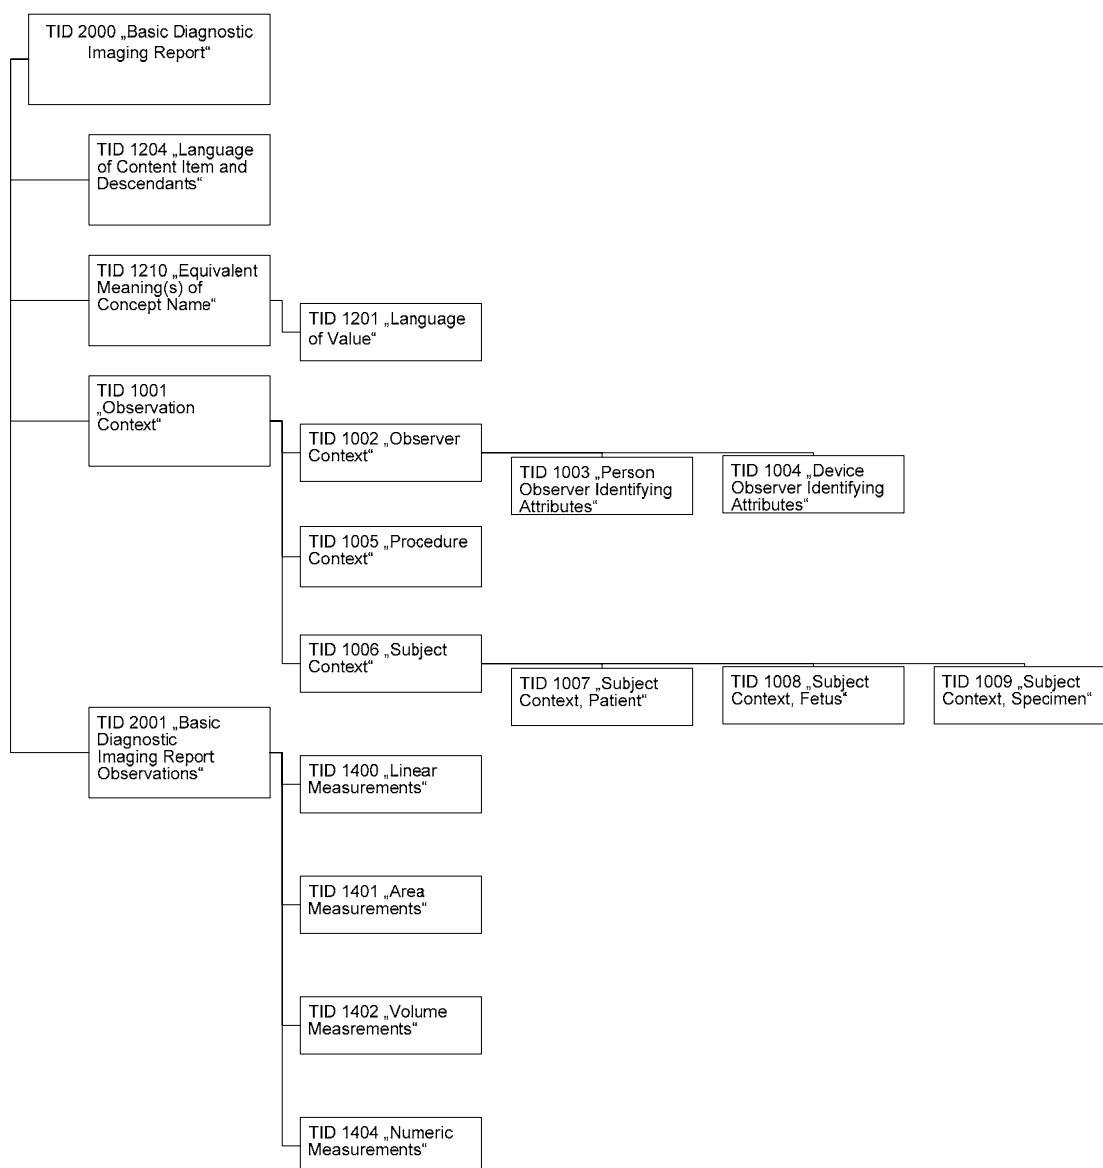 TID 2000 „Basic Diagnostic
Imaging Report“
TID 1204 „Language
of Content Item and
Descendants“
TID 1210 „Equivalent
Meaning(s) of
Concept Name“
TID 1201 „Language
of Value“
TID 1001
„Observation
Context“
TID 1002 „Observer
Context“
TID 1003 „Person
Observer Identifying
Attributes“
TID 1004 „Device
Observer Identifying
Attributes“
TID 1005 „Procedure
Context“
TID 1006 „Subject
Context“
TID 1007 „Subject
Context, Patient“
TID 1008 „Subject
Context, Fetus“
TID 1009 „Subject
Context, Specimen“
TID 2001 „Basic
Diagnostic
Imaging Report
Observations“
TID 1400 „Linear
Measurements“
TID 1401 „Area
Measurements“
TID 1402 „Volume
Measrements“
TID 1404 „Numeric
Measurements“